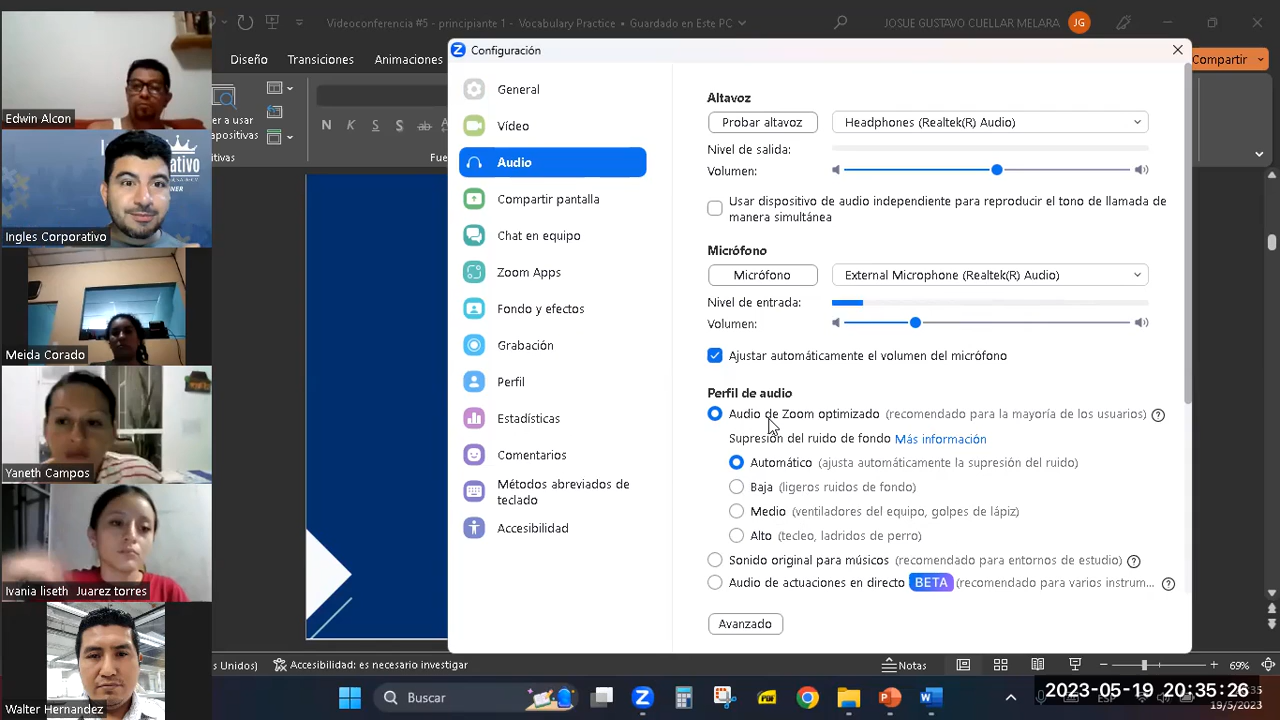 Videoconferencia #5 - principiante 1 - Vocabulary Practice • Guardado en Este PC
JOSUE GUSTAVO CUELLAR MELARA
JG
Diseño
Transiciones
Animaciones
Compartir
N K S ab
Edwin Alcon
Ingles Corporativo
Meida Corado
Yaneth Campos
Ivania liseth Juarez torres
Walter Hernandez
Configuración
General
Vídeo
Audio
Compartir pantalla
Chat en equipo
Zoom Apps
Fondo y efectos
Grabación
Perfil
Estadísticas
Comentarios
Métodos abreviados de
teclado
Accesibilidad
Altavoz
Probar altavoz
Headphones (Realtek(R) Audio)
Nivel de salida:
Volumen:
Usar dispositivo de audio independiente para reproducir el tono de llamada de
manera simultánea
Micrófono
Micrófono
External Microphone (Realtek(R) Audio)
Nivel de entrada:
Volumen:
Ajustar automáticamente el volumen del micrófono
Perfil de audio
Audio de Zoom optimizado (recomendado para la mayoría de los usuarios)
Supresión del ruido de fondo Más información
Automático (ajusta automáticamente la supresión del ruido)
Baja (ligeros ruidos de fondo)
Medio (ventiladores del equipo, golpes de lápiz)
Alto (tecleo, ladridos de perro)
Sonido original para músicos (recomendado para entornos de estudio)
Audio de actuaciones en directo BETA (recomendado para varios instrum...
Avanzado
Unidos)
Accesibilidad: es necesario investigar
Notas
69%
Buscar
ESP
2023-05-19 20:35:26
19/5/2023